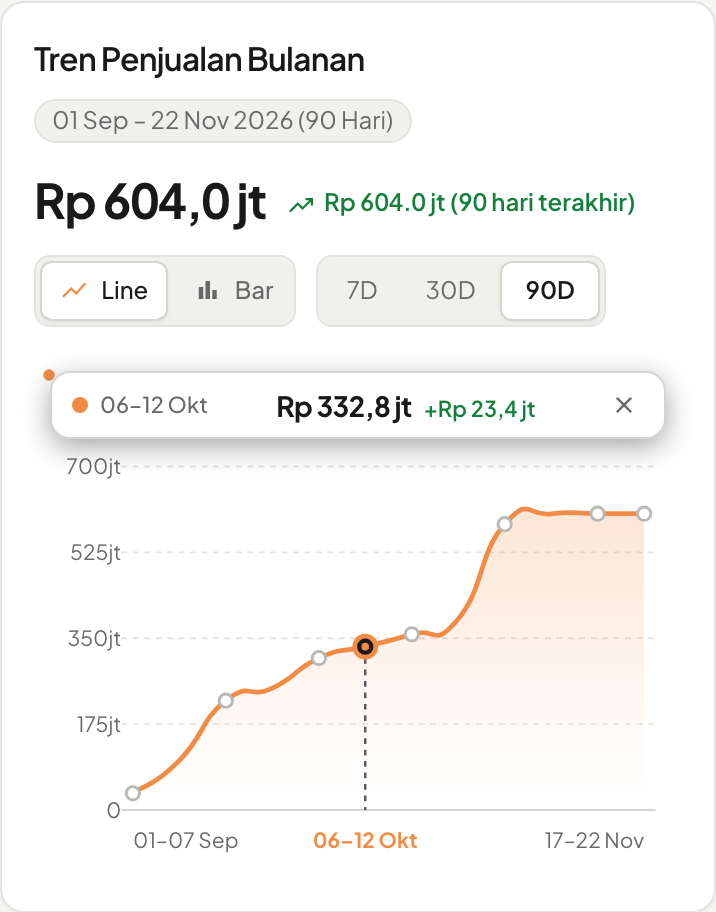 Tren Penjualan Bulanan
01 Sep – 22 Nov 2026 (90 Hari)
Rp 604,0 jt Rp 604.0 jt (90 hari terakhir)
Line Bar 7D 30D 90D
06–12 Okt Rp 332,8 jt +Rp 23,4 jt
700jt
525jt
350jt
175jt
0
01–07 Sep 06–12 Okt 17–22 Nov